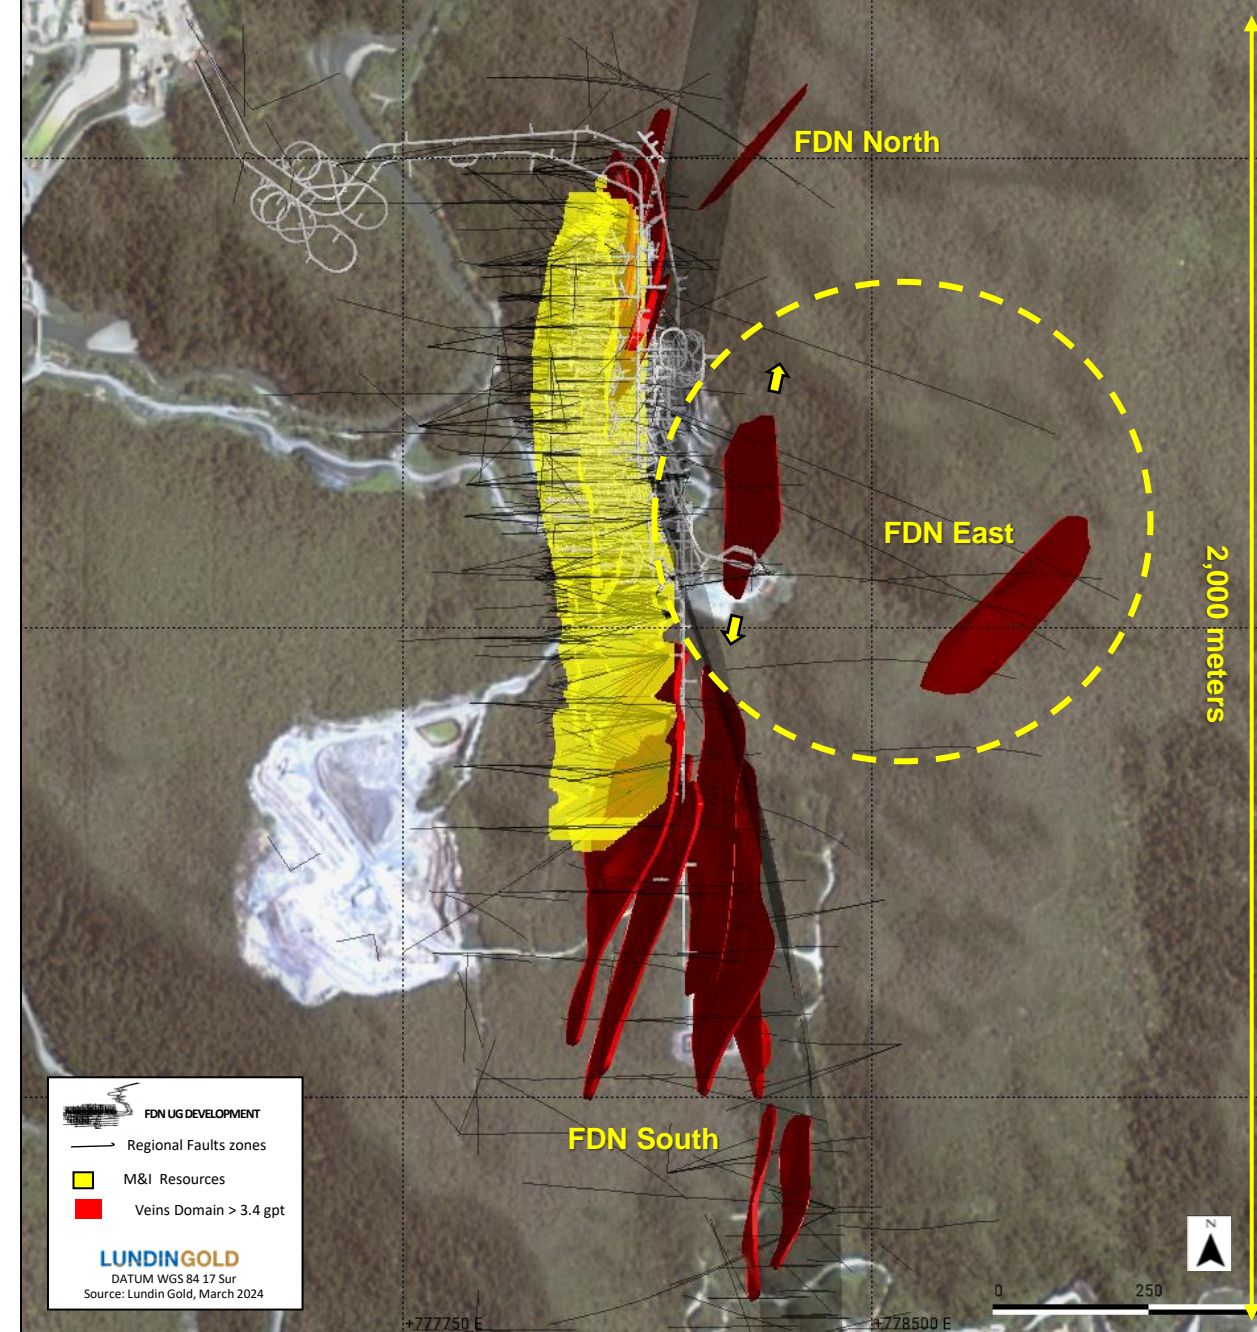 FDN North
FDN East
2,000 meters
FDN South
FDN UG DEVELOPMENT
Regional Faults zones
M&I Resources
Veins Domain > 3.4 gpt
LUNDINGOLD
DATUM WGS 84 17 Sur
Source: Lundin Gold, March 2024
N
0 250
+777750 E +778500 E